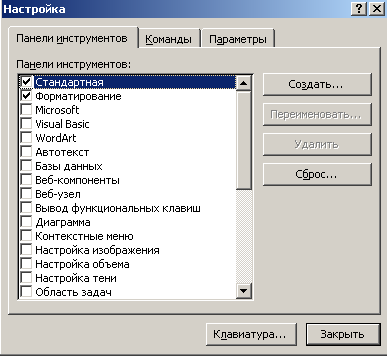 Настройка
Панели инструментов Команды Параметры
Панели инструментов:
Стандартная
Форматирование
Microsoft
Visual Basic
WordArt
Автотекст
Базы данных
Веб-компоненты
Веб-узел
Вывод функциональных клавиш
Диаграмма
Контекстные меню
Настройка изображения
Настройка объема
Настройка тени
Область задач
Создать...
Переименовать...
Удалить
Сброс...
Клавиатура... Закрыть